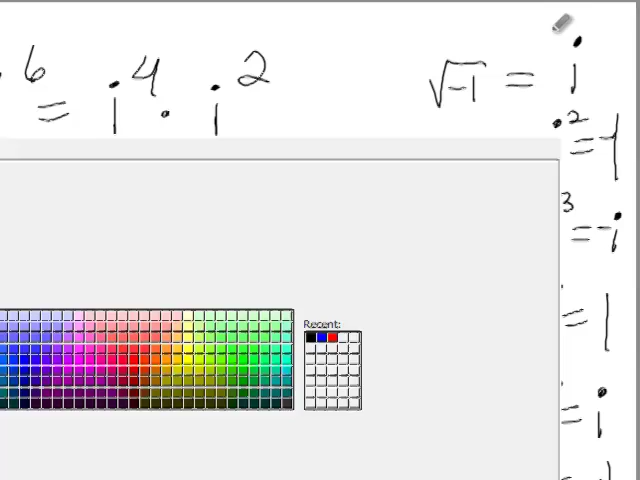 6 = i⁴ · i²
√-1 = i
² = -1
3 = -i
Recent:
= 1
= i